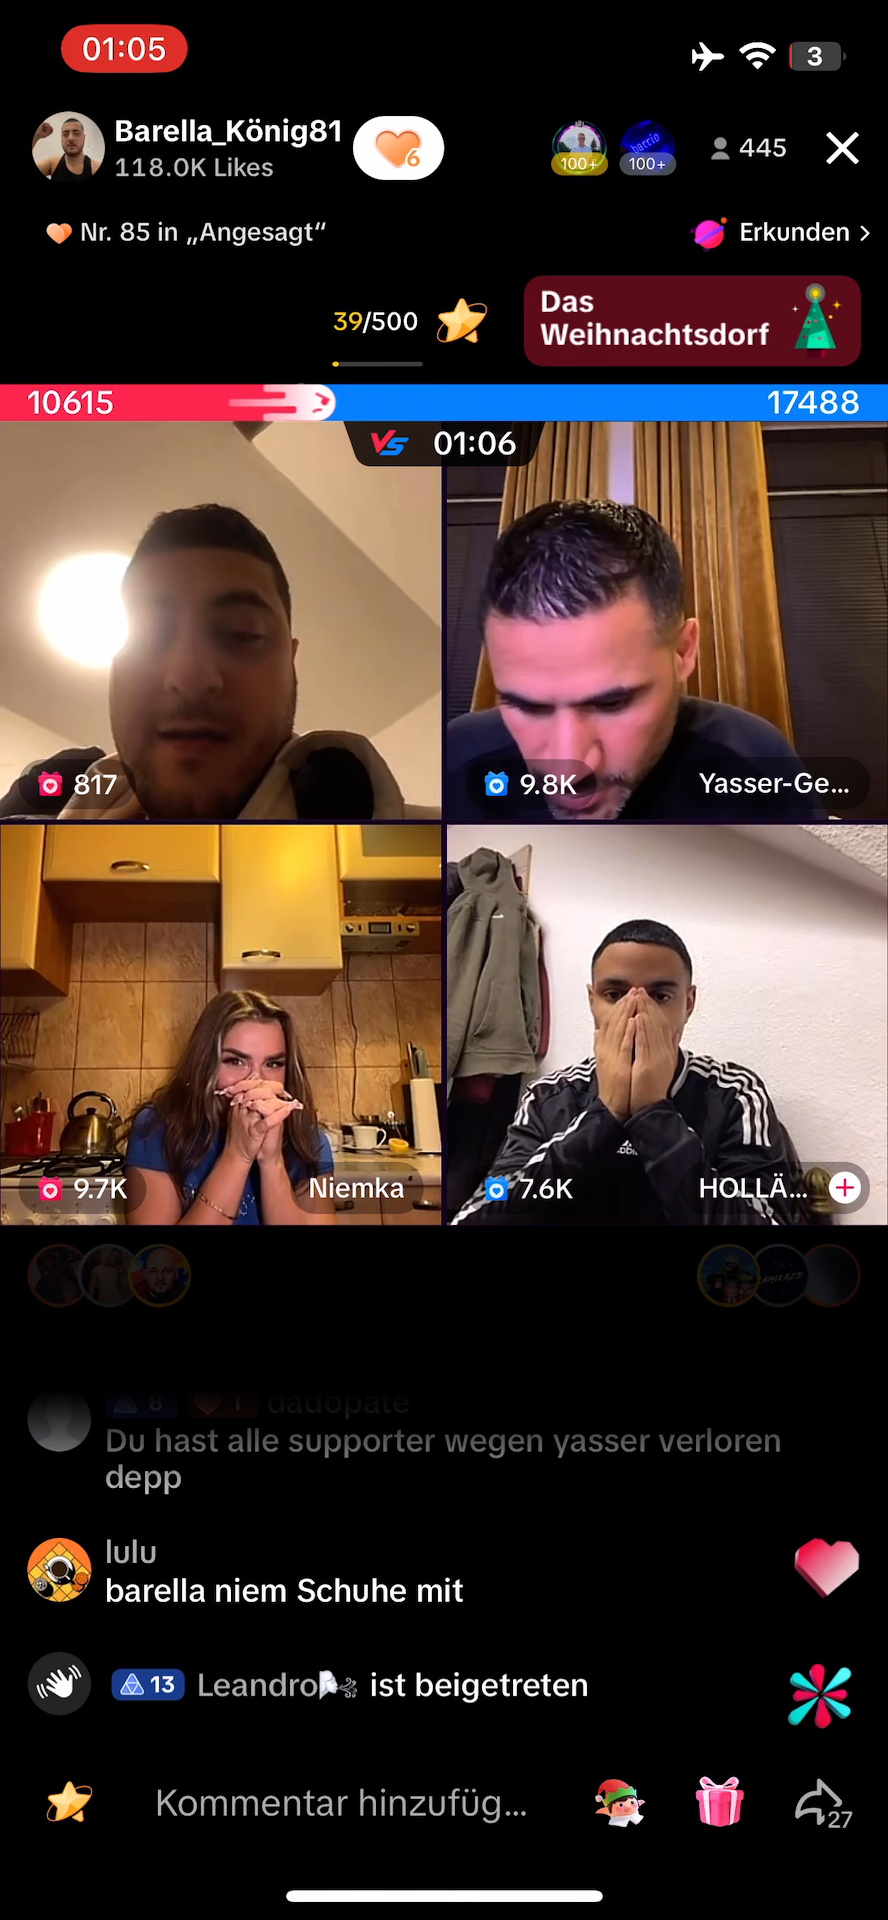 01:05
3
Barella_König81
118.0K Likes
6
100+
100+
445
Nr. 85 in „Angesagt“
Erkunden >
39/500
Das
Weihnachtsdorf
10615
17488
VS 01:06
817
9.8K
Yasser-Ge...
9.7K
Niemka
7.6K
HOLLÄ...
8 1 dadopate
Du hast alle supporter wegen yasser verloren
depp
lulu
barella niem Schuhe mit
13 Leandro ist beigetreten
Kommentar hinzufüg...
27